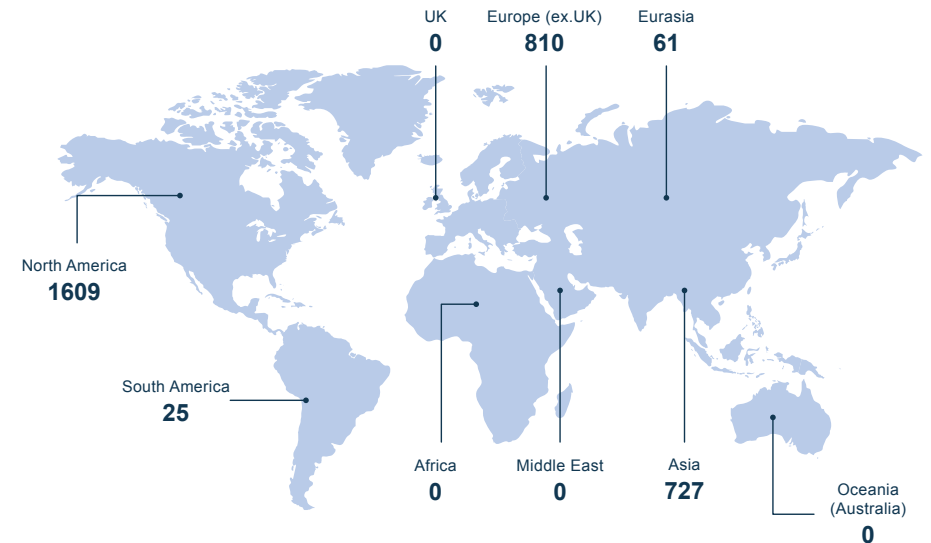 UK
0
Europe (ex.UK)
810
Eurasia
61
North America
1609
South America
25
Africa
0
Middle East
0
Asia
727
Oceania
(Australia)
0